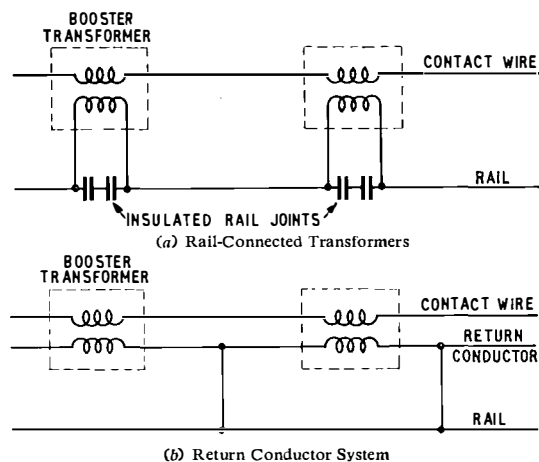 BOOSTER
TRANSFORMER
CONTACT WIRE
RAIL
INSULATED RAIL JOINTS
(a) Rail-Connected Transformers
BOOSTER
TRANSFORMER
CONTACT WIRE
RETURN
CONDUCTOR
RAIL
(b) Return Conductor System